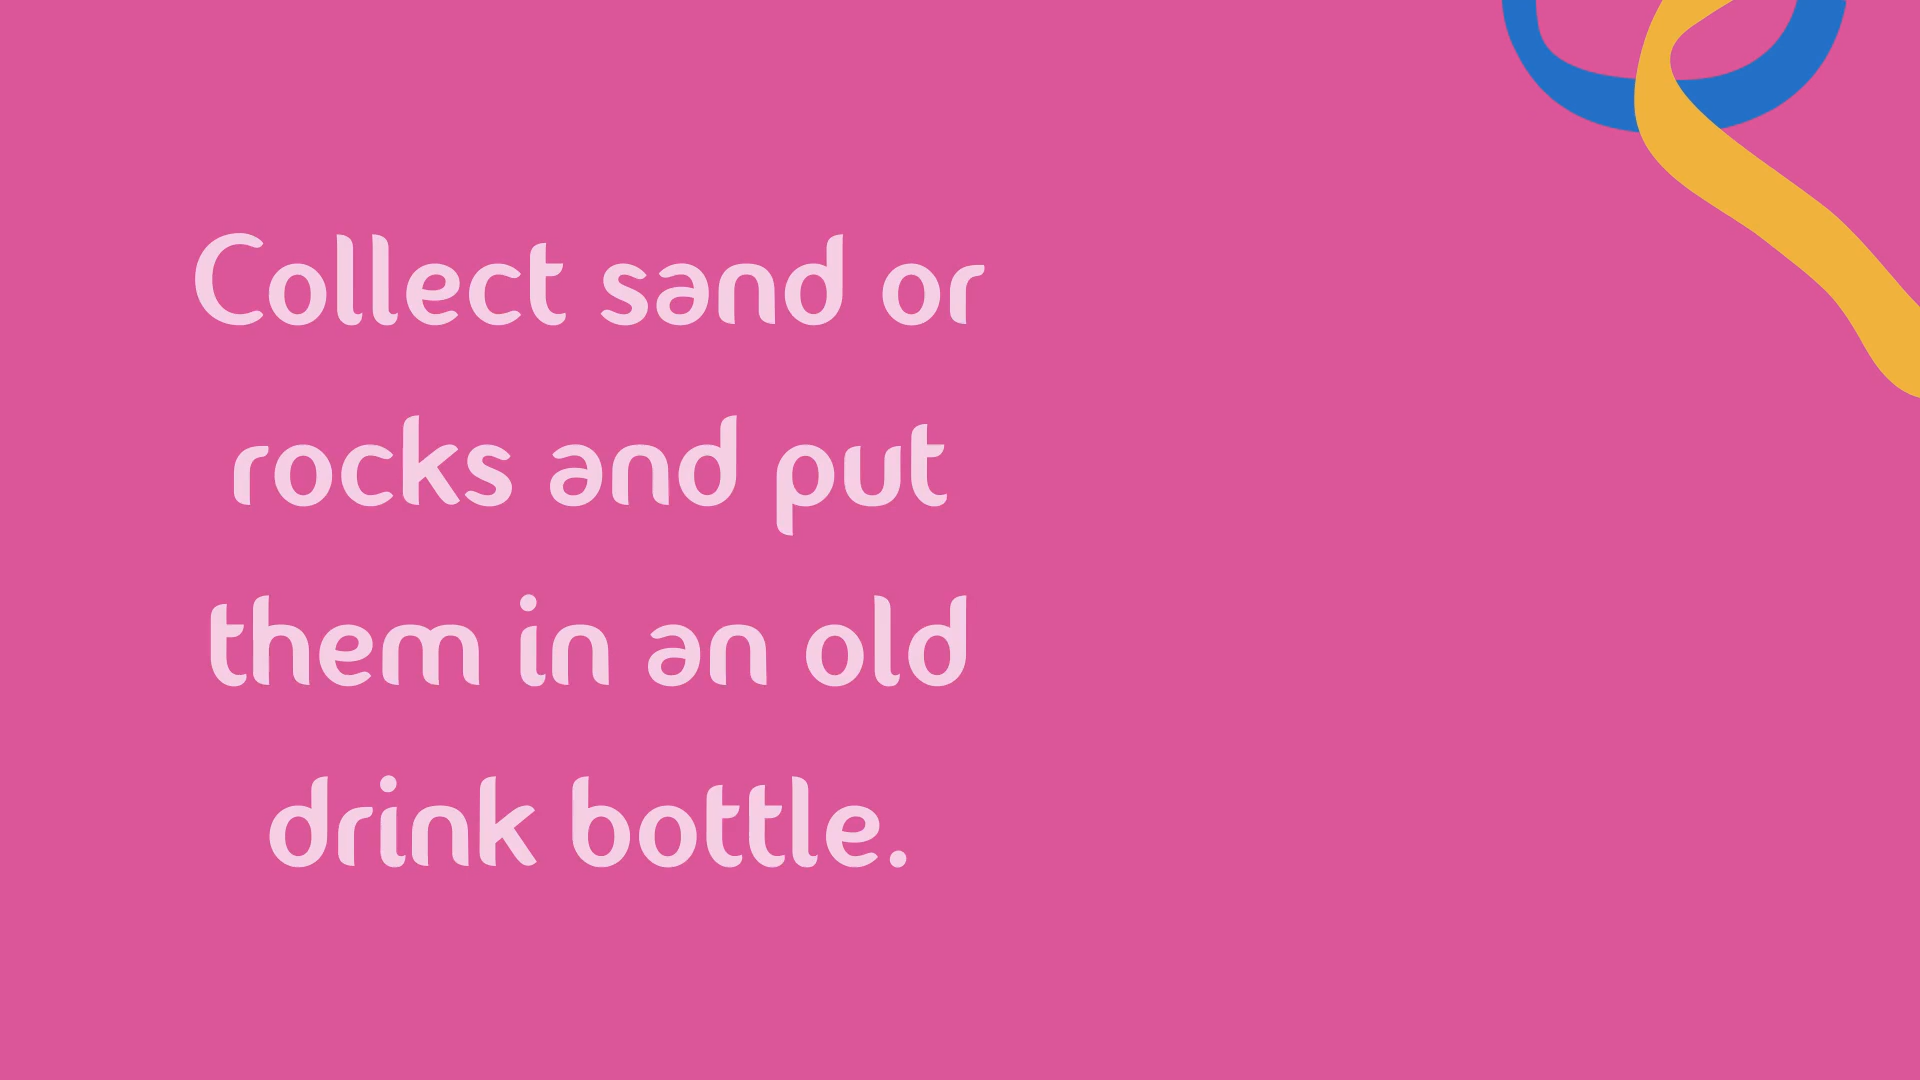 Collect sand or
rocks and put
them in an old
drink bottle.